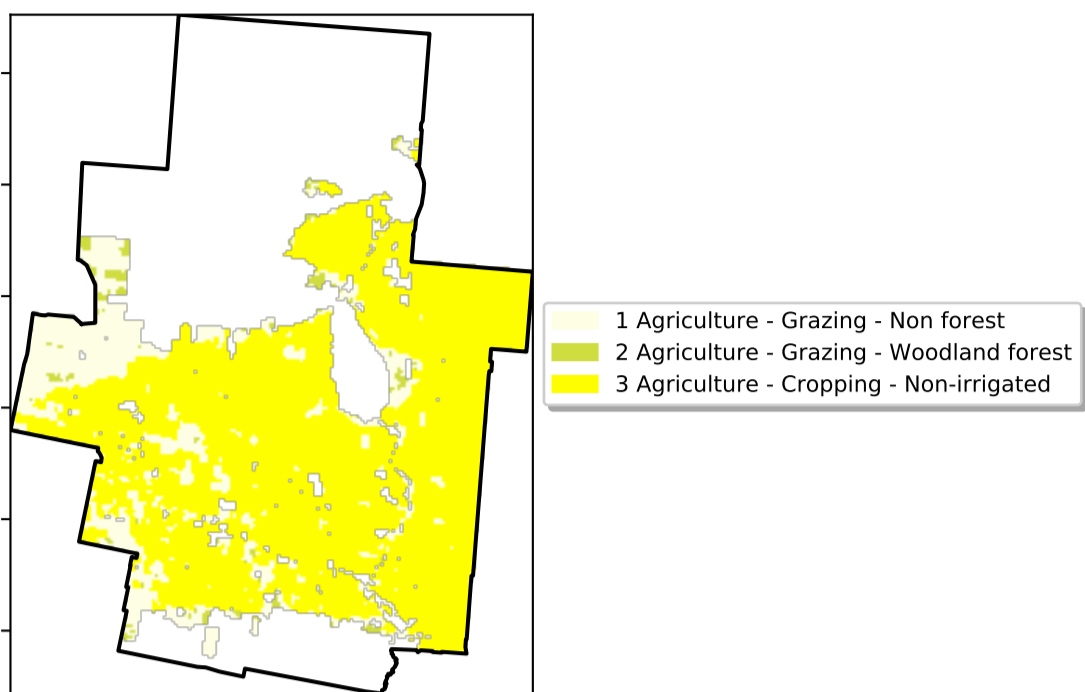 1 Agriculture - Grazing - Non forest
2 Agriculture - Grazing - Woodland forest
3 Agriculture - Cropping - Non-irrigated